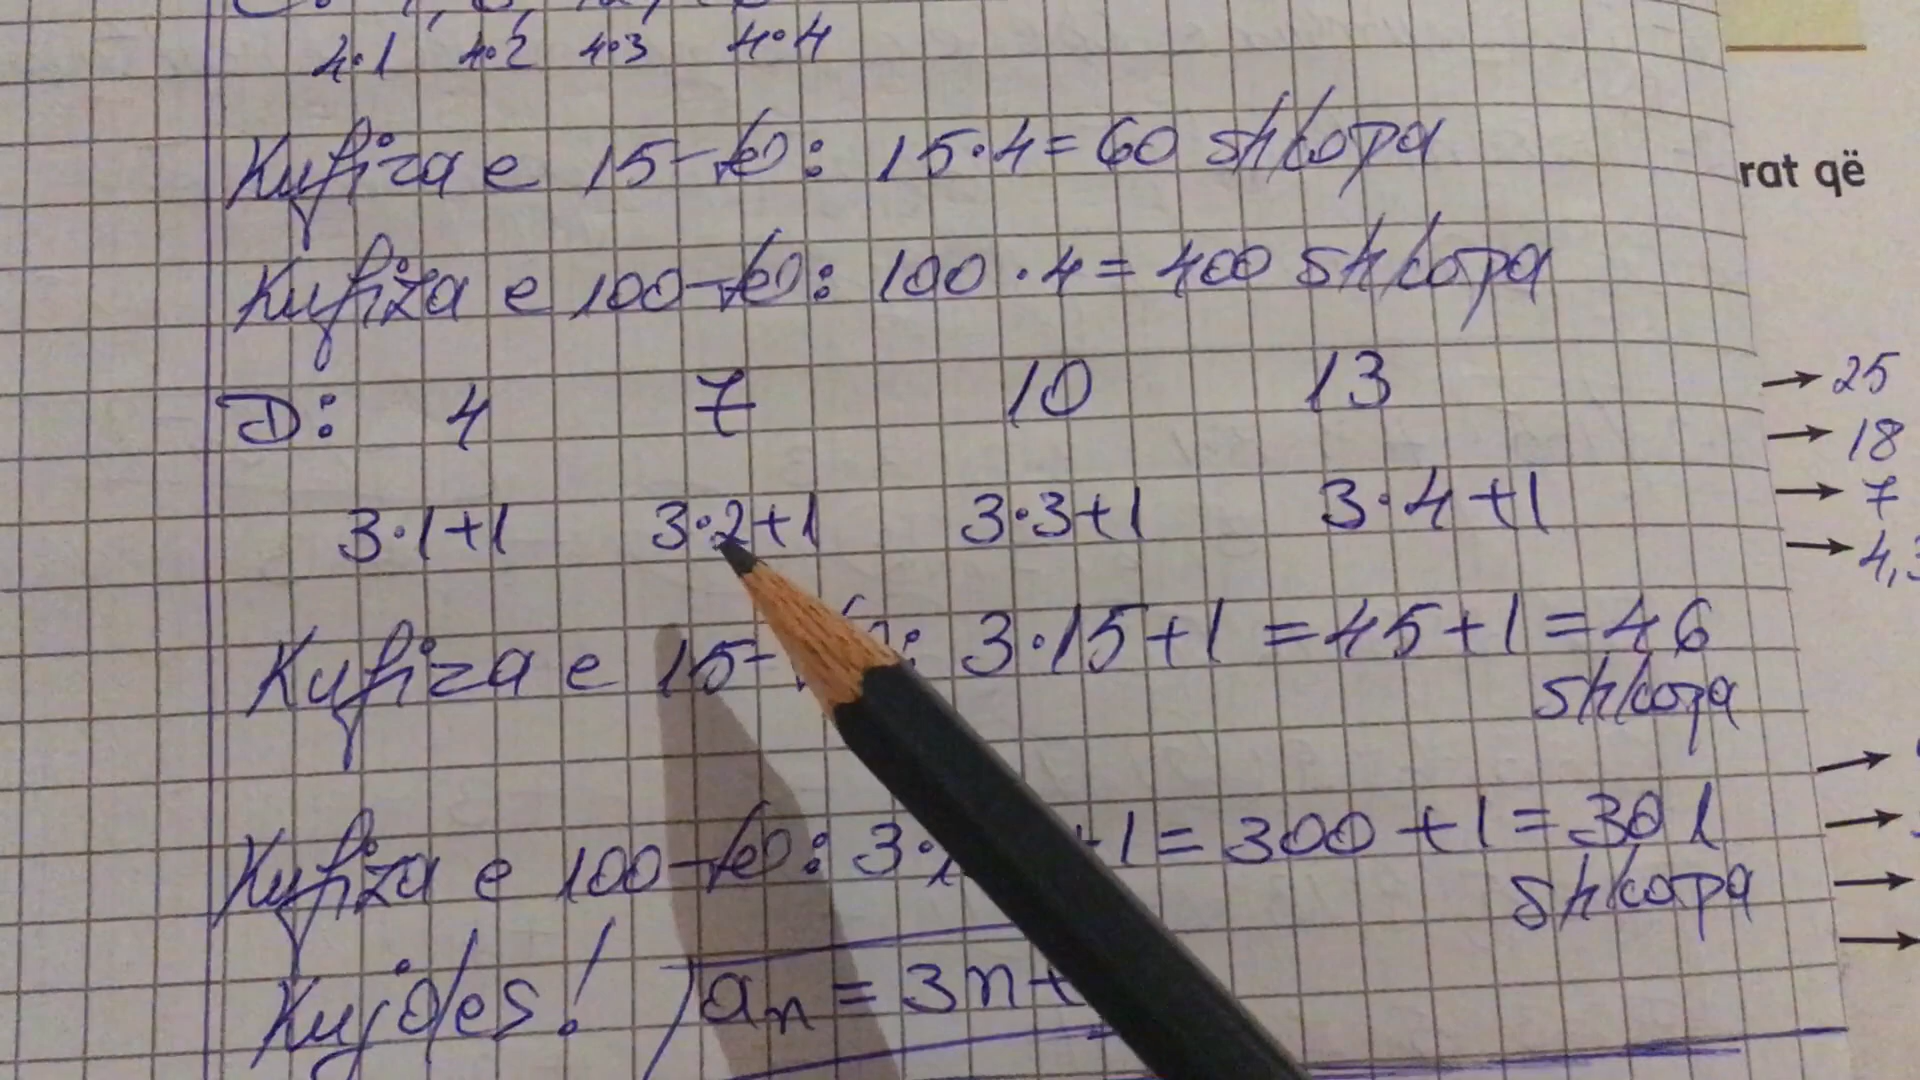 4·1 4·2 4·3 4·4
Kufiza e 15-të: 15·4=60 shkopa
Kufiza e 100-të: 100·4=400 shkopa
D: 4 7 10 13
3·1+1 3·2+1 3·3+1 3·4+1
Kufiza e 15- : 3·15+1=45+1=46
shkopa
Kufiza e 100-të: 3·1 +1=300+1=301
shkopa
Kujdes! an=3n+
rat që
→ 25
→ 18
→ 7
→ 4,3